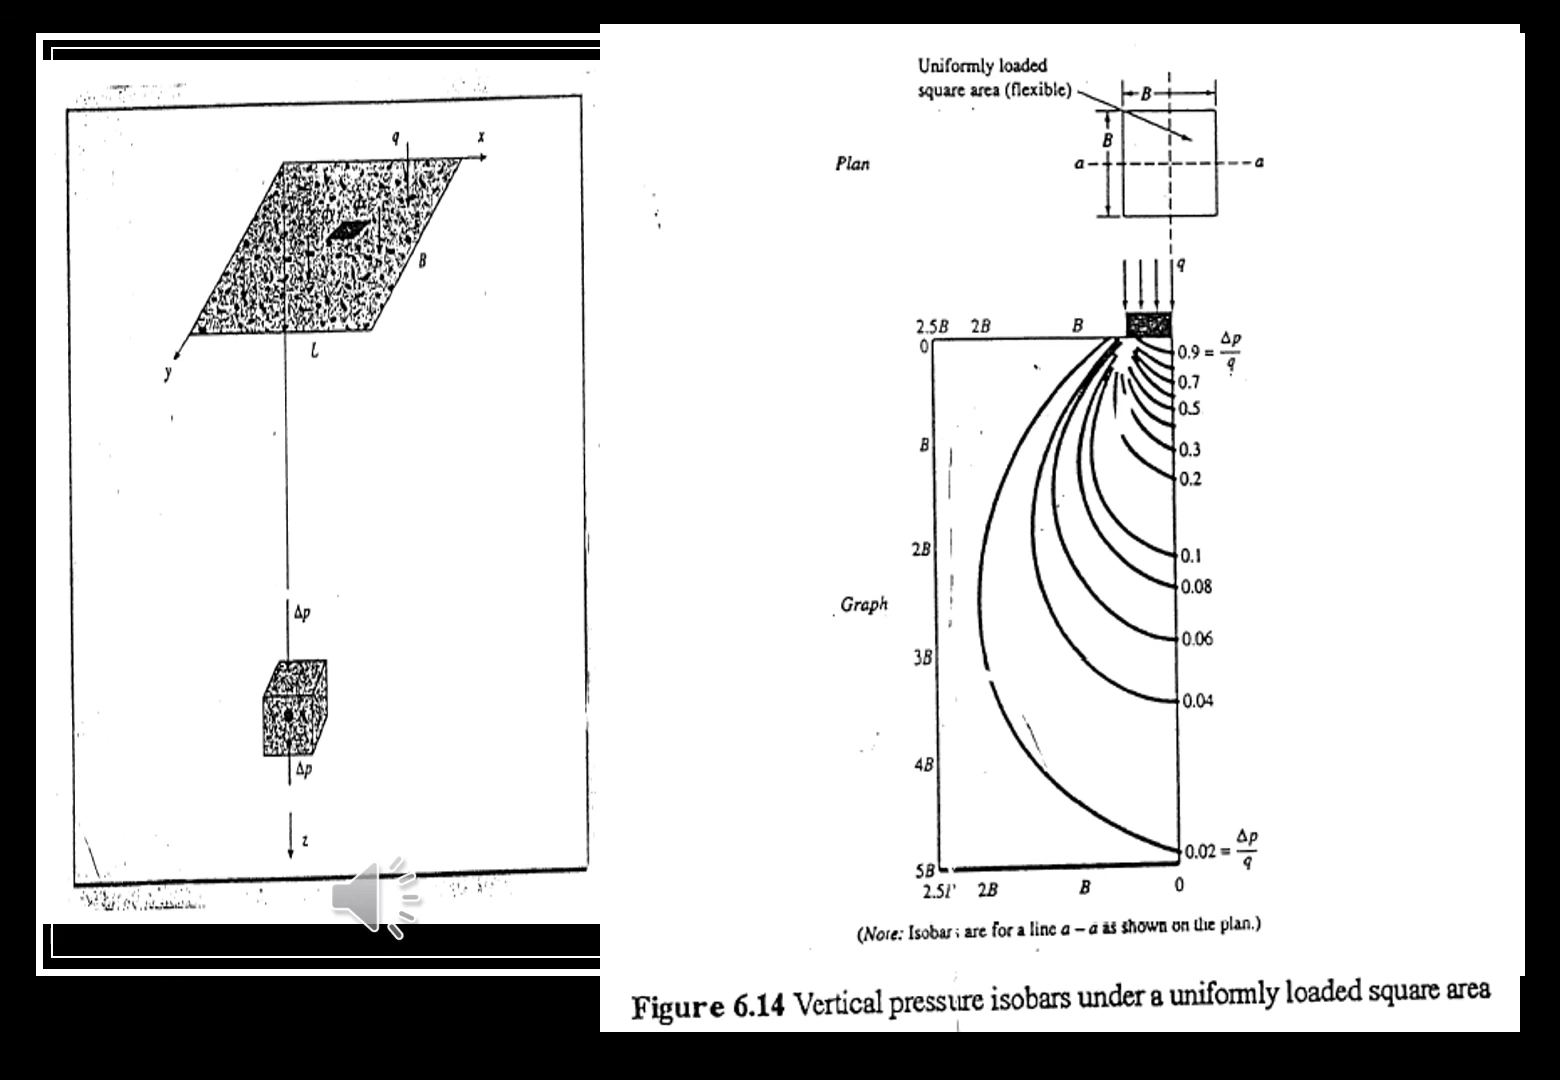 q
x
B
L
y
Δp
Δp
z
Uniformly loaded
square area (flexible)
B
B
Plan
a
a
q
2.5B 2B B
0
0.9 = Δp/q
0.7
0.5
B
0.3
0.2
2B
0.1
0.08
Graph
0.06
3B
0.04
4B
0.02 = Δp/q
5B
2B B 0
(Note: Isobars are for a line a – a as shown on the plan.)
Figure 6.14 Vertical pressure isobars under a uniformly loaded square area